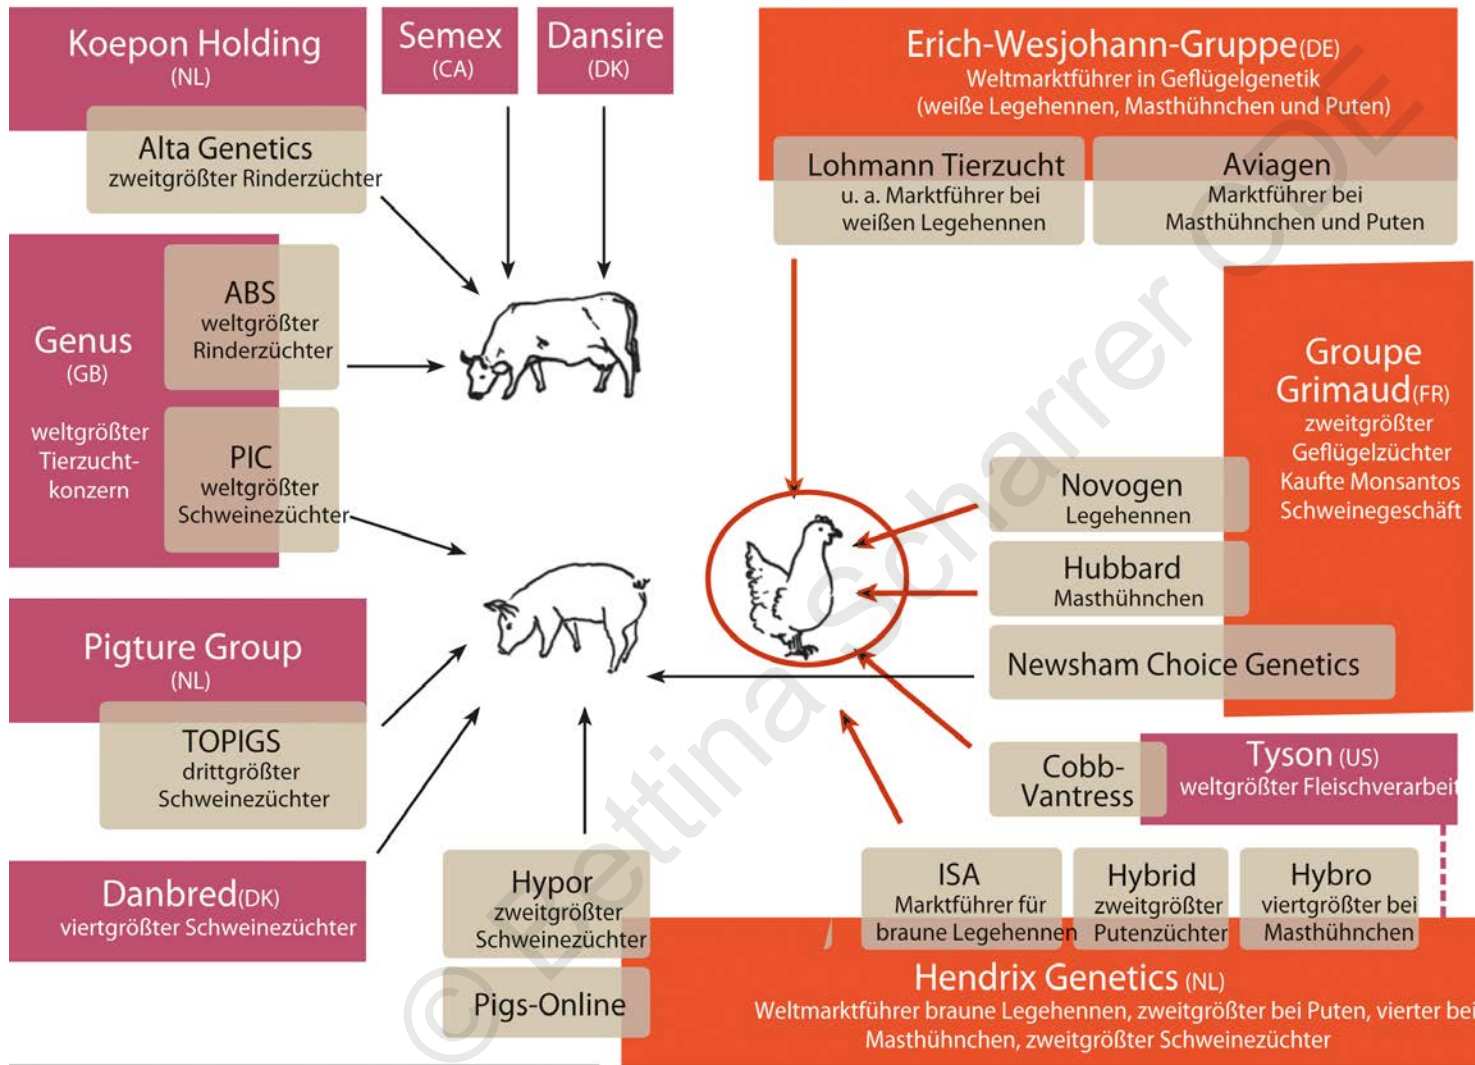 Koepon Holding
(NL)
Alta Genetics
zweitgrößter Rinderzüchter
Semex
(CA)
Dansire
(DK)
Erich-Wesjohann-Gruppe(DE)
Weltmarktführer in Geflügelgenetik
(weiße Legehennen, Masthühnchen und Puten)
Lohmann Tierzucht
u. a. Marktführer bei
weißen Legehennen
Aviagen
Marktführer bei
Masthühnchen und Puten
Genus
(GB)
weltgrößter
Tierzucht-
konzern
ABS
weltgrößter
Rinderzüchter
PIC
weltgrößter
Schweinezüchter
Groupe
Grimaud(FR)
zweitgrößter
Geflügelzüchter
Kaufte Monsantos
Schweinegeschäft
Novogen
Legehennen
Hubbard
Masthühnchen
Newsham Choice Genetics
Pigture Group
(NL)
TOPIGS
drittgrößter
Schweinezüchter
Cobb-
Vantress
Tyson (US)
weltgrößter Fleischverarbeit
Danbred(DK)
viertgrößter Schweinezüchter
Hypor
zweitgrößter
Schweinezüchter
Pigs-Online
ISA
Marktführer für
braune Legehennen
Hybrid
zweitgrößter
Putenzüchter
Hybro
viertgrößter bei
Masthühnchen
Hendrix Genetics (NL)
Weltmarktführer braune Legehennen, zweitgrößter bei Puten, vierter bei
Masthühnchen, zweitgrößter Schweinezüchter
© Bettina Scharrer CDE